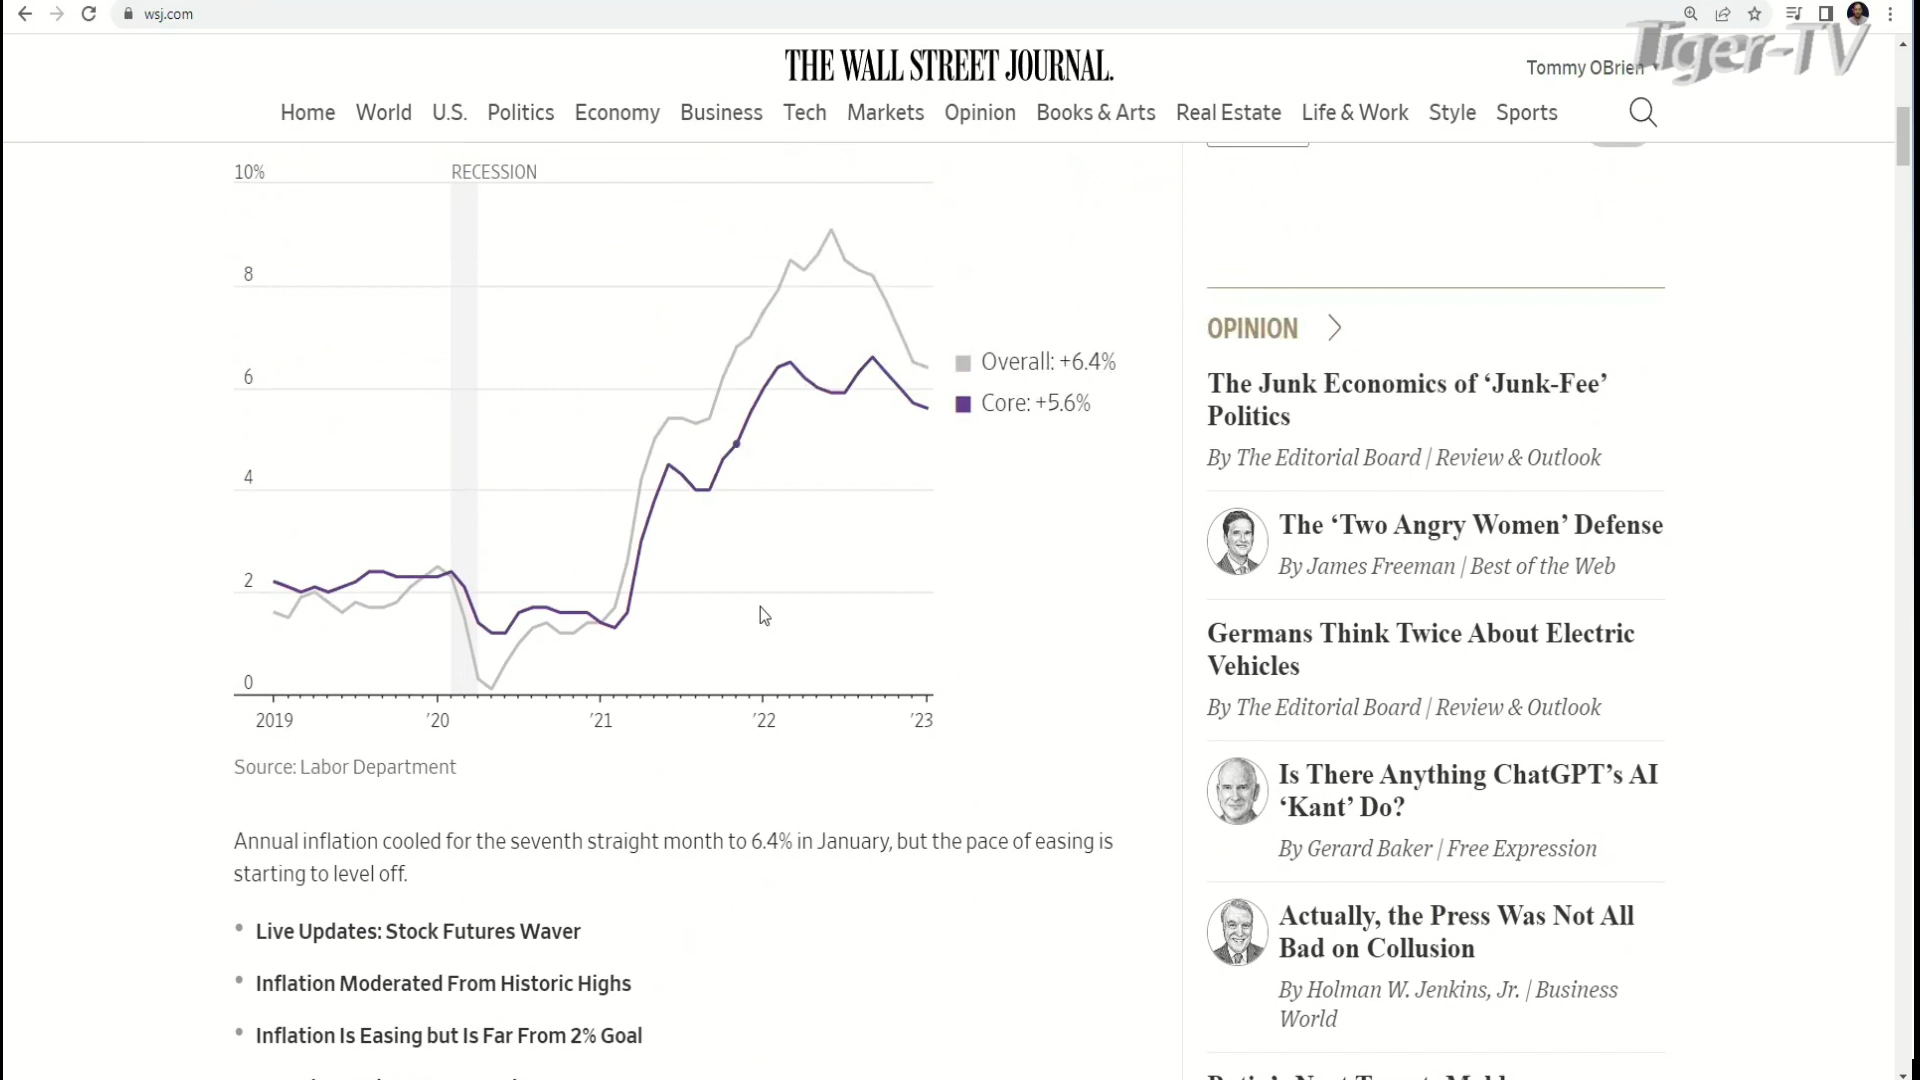 wsj.com
THE WALL STREET JOURNAL.
Tommy OBrien
Tiger-TV
Home World U.S. Politics Economy Business Tech Markets Opinion Books & Arts Real Estate Life & Work Style Sports
10%
RECESSION
8
6
4
2
0
2019 '20 '21 '22 '23
Overall: +6.4%
Core: +5.6%
Source: Labor Department
Annual inflation cooled for the seventh straight month to 6.4% in January, but the pace of easing is
starting to level off.
• Live Updates: Stock Futures Waver
• Inflation Moderated From Historic Highs
• Inflation Is Easing but Is Far From 2% Goal
OPINION
The Junk Economics of ‘Junk-Fee’
Politics
By The Editorial Board | Review & Outlook
The ‘Two Angry Women’ Defense
By James Freeman | Best of the Web
Germans Think Twice About Electric
Vehicles
By The Editorial Board | Review & Outlook
Is There Anything ChatGPT’s AI
‘Kant’ Do?
By Gerard Baker | Free Expression
Actually, the Press Was Not All
Bad on Collusion
By Holman W. Jenkins, Jr. | Business
World